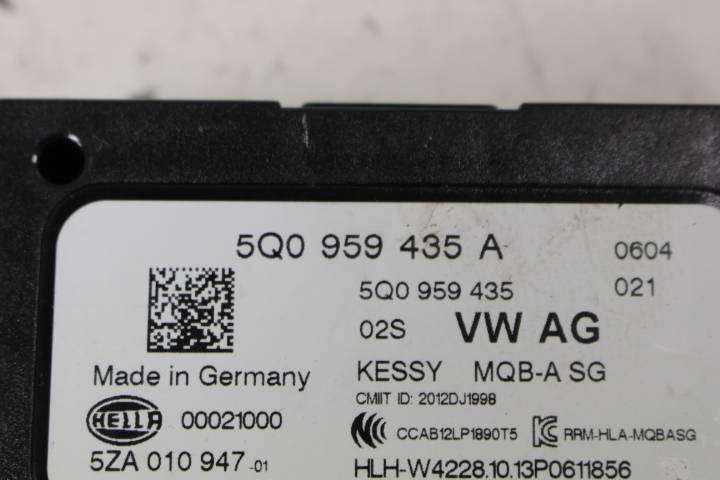 5Q0 959 435 A 0604
5Q0 959 435 021
02S VW AG
Made in Germany KESSY MQB-A SG
CMIIT ID: 2012DJ1998
HELLA 00021000 CCAB12LP1890T5 RRM-HLA-MQBASG
5ZA 010 947 -01 HLH-W4228.10.13P0611856